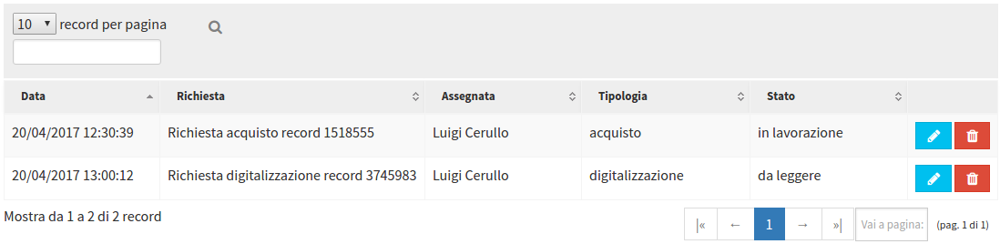 10 record per pagina
Data Richiesta Assegnata Tipologia Stato
20/04/2017 12:30:39 Richiesta acquisto record 1518555 Luigi Cerullo acquisto in lavorazione
20/04/2017 13:00:12 Richiesta digitalizzazione record 3745983 Luigi Cerullo digitalizzazione da leggere
Mostra da 1 a 2 di 2 record
|« ← 1 → »| Vai a pagina: (pag. 1 di 1)